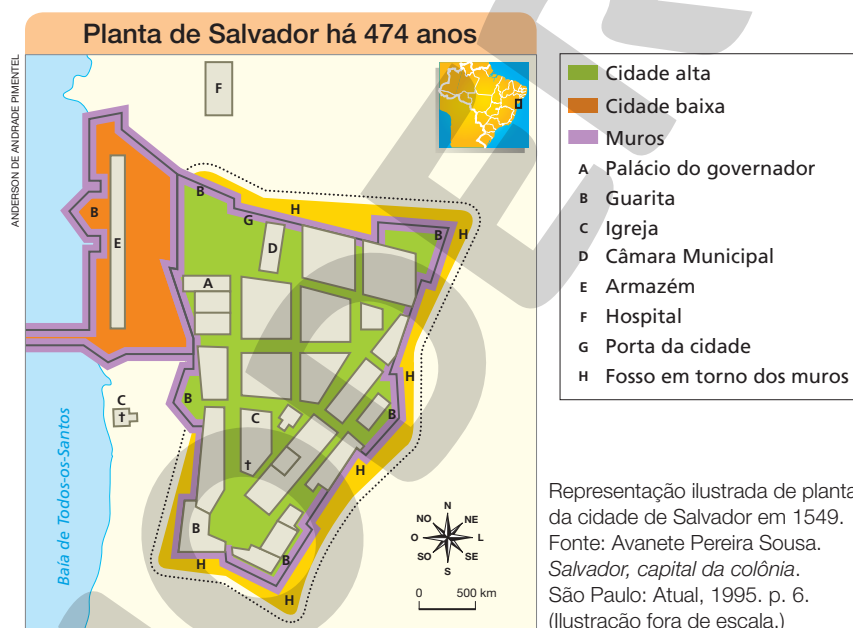 Planta de Salvador há 474 anos
ANDERSON DE ANDRADE PIMENTEL
F
B
H
G
B
H
B
D
E
A
H
C
B
C
B
H
B
B
H
H
Baía de Todos-os-Santos
N
NO NE
O L
SO SE
S
0 500 km
Cidade alta
Cidade baixa
Muros
A Palácio do governador
B Guarita
C Igreja
D Câmara Municipal
E Armazém
F Hospital
G Porta da cidade
H Fosso em torno dos muros
Representação ilustrada de planta
da cidade de Salvador em 1549.
Fonte: Avanete Pereira Sousa.
Salvador, capital da colônia.
São Paulo: Atual, 1995. p. 6.
(Ilustração fora de escala.)